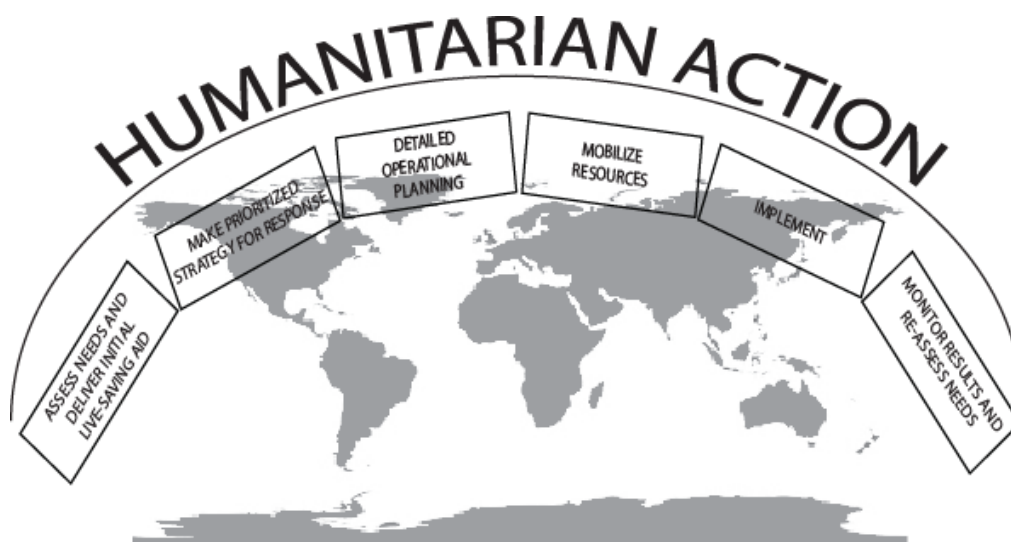 HUMANITARIAN ACTION
ASSESS NEEDS AND
DELIVER INITIAL
LIVE-SAVING AID
MAKE PRIORITIZED
STRATEGY FOR RESPONSE
DETAILED
OPERATIONAL
PLANNING
MOBILIZE
RESOURCES
IMPLEMENT
MONITOR RESULTS AND
RE-ASSESS NEEDS